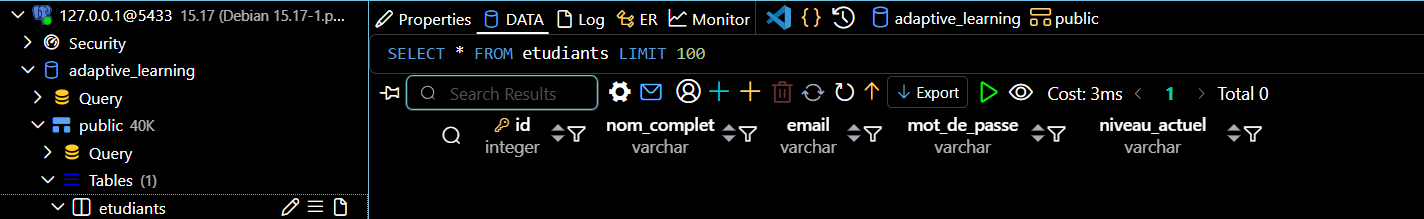 127.0.0.1@5433 15.17 (Debian 15.17-1.p...
Security
adaptive_learning
Query
public 40K
Query
Tables (1)
etudiants
Properties DATA Log ER Monitor adaptive_learning public
SELECT * FROM etudiants LIMIT 100
Search Results Export Cost: 3ms < 1 > Total 0
id nom_complet email mot_de_passe niveau_actuel
integer varchar varchar varchar varchar